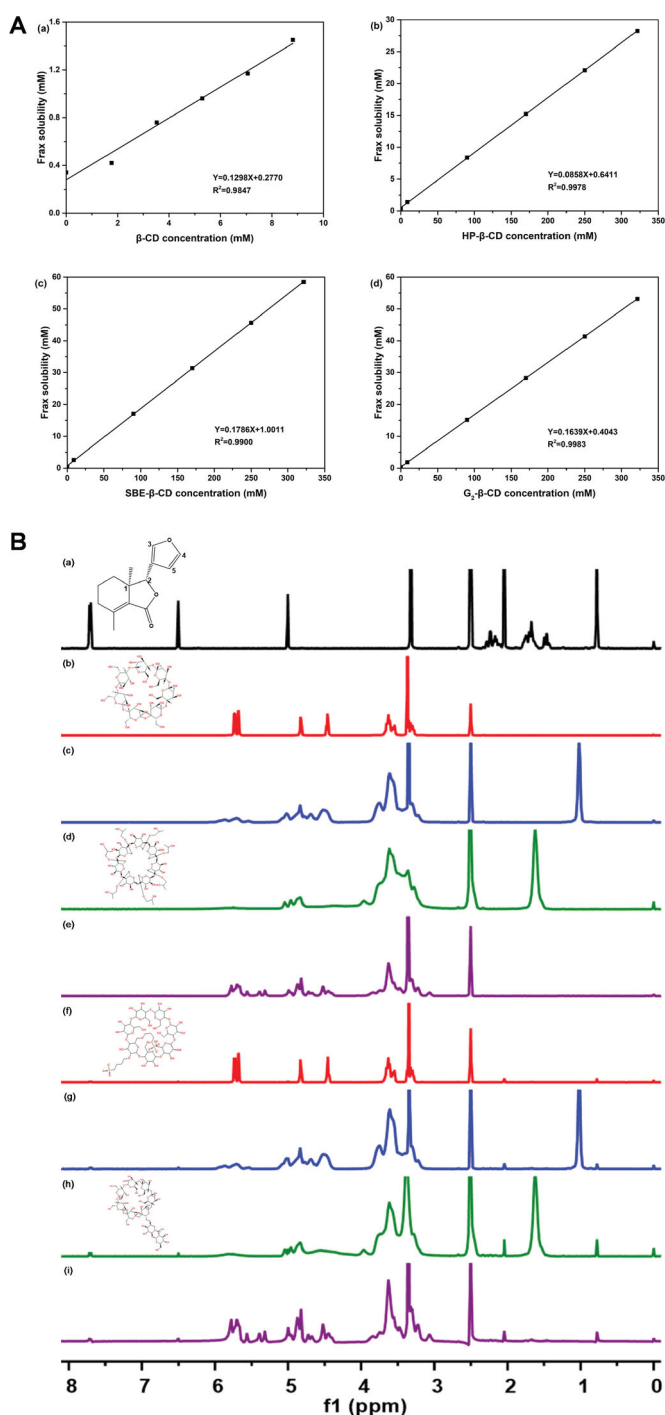 A
(a)
1.6
1.2
0.8
0.4
0.0
Frax solubility (mM)
Y=0.1298X+0.2770
R²=0.9847
0 2 4 6 8 10
β-CD concentration (mM)
(b)
30
25
20
15
10
5
0
Frax solubility (mM)
Y=0.0858X+0.6411
R²=0.9978
0 50 100 150 200 250 300 350
HP-β-CD concentration (mM)
(c)
60
50
40
30
20
10
0
Frax solubility (mM)
Y=0.1786X+1.0011
R²=0.9900
0 50 100 150 200 250 300 350
SBE-β-CD concentration (mM)
(d)
60
50
40
30
20
10
0
Frax solubility (mM)
Y=0.1639X+0.4043
R²=0.9983
0 50 100 150 200 250 300 350
G₂-β-CD concentration (mM)
B
(a)
O
3
4
5
1
2
O
O
(b)
(c)
(d)
(e)
(f)
(g)
(h)
(i)
8 7 6 5 4 3 2 1 0
f1 (ppm)